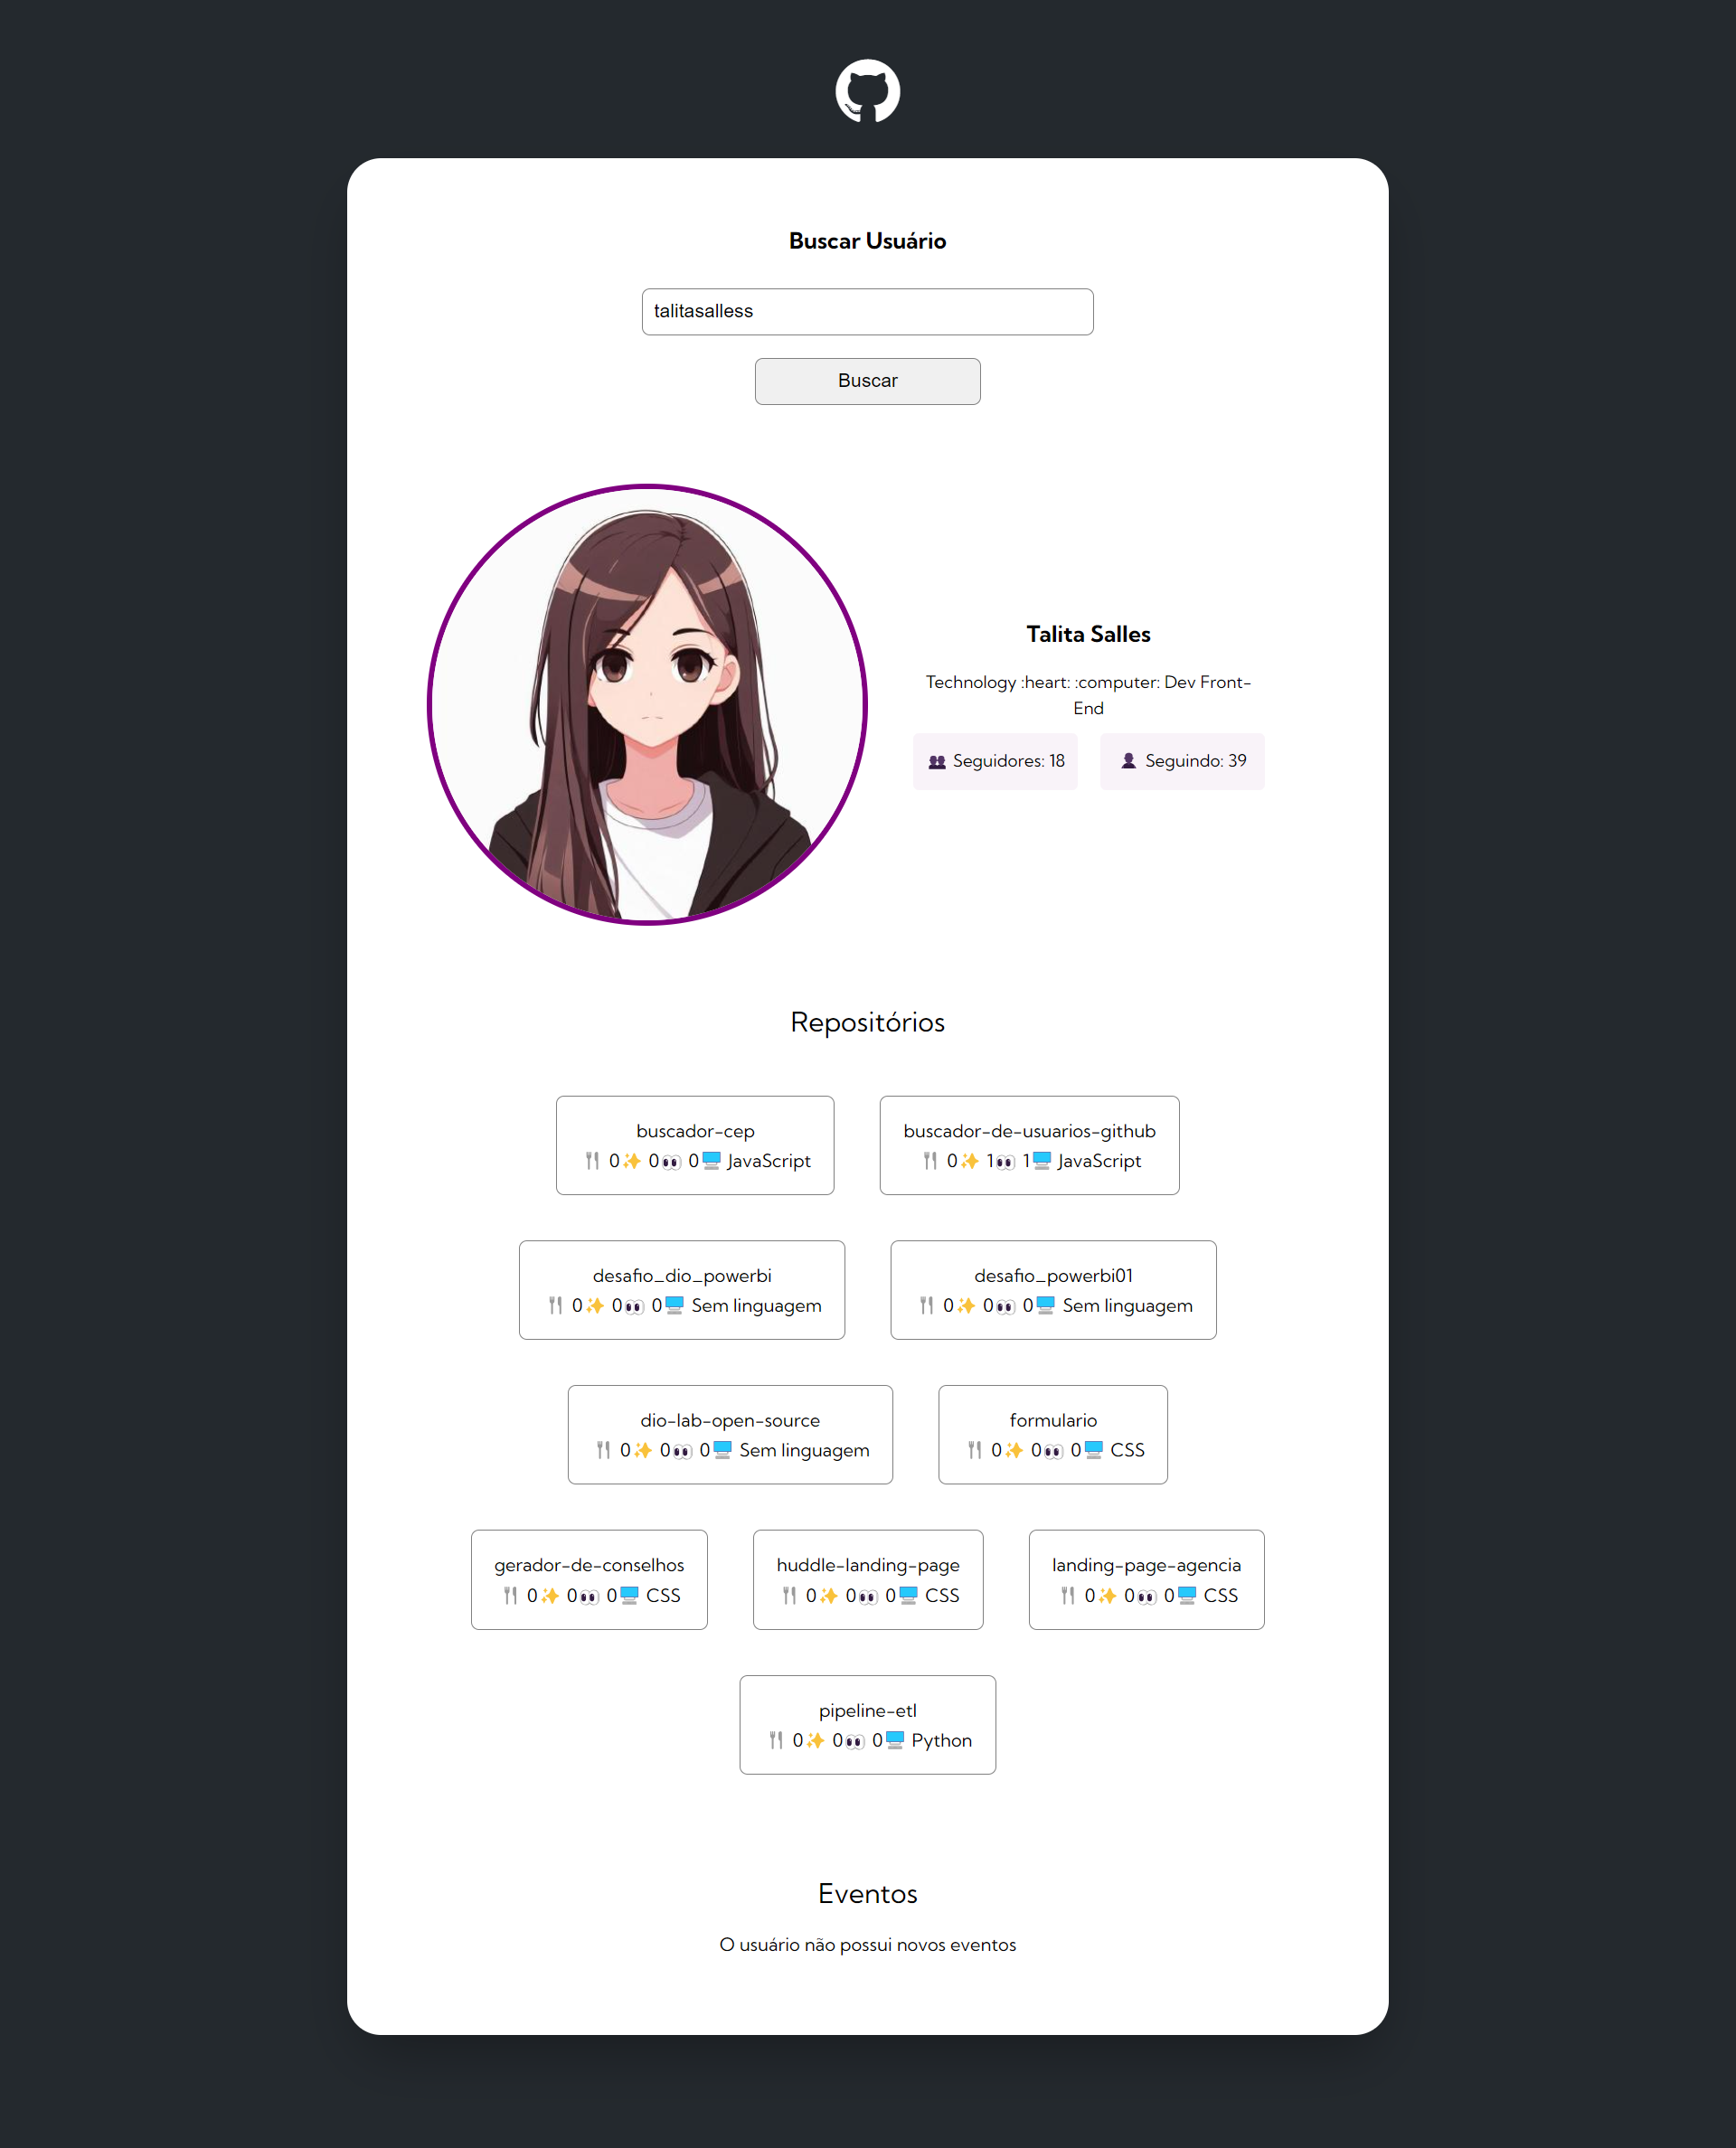 Buscar Usuário
talitasalless
Buscar
Talita Salles
Technology :heart: :computer: Dev Front-
End
👥 Seguidores: 18
👤 Seguindo: 39
Repositórios
buscador-cep
🍴 0✨ 0👀 0🖥️ JavaScript
buscador-de-usuarios-github
🍴 0✨ 1👀 1🖥️ JavaScript
desafio_dio_powerbi
🍴 0✨ 0👀 0🖥️ Sem linguagem
desafio_powerbi01
🍴 0✨ 0👀 0🖥️ Sem linguagem
dio-lab-open-source
🍴 0✨ 0👀 0🖥️ Sem linguagem
formulario
🍴 0✨ 0👀 0🖥️ CSS
gerador-de-conselhos
🍴 0✨ 0👀 0🖥️ CSS
huddle-landing-page
🍴 0✨ 0👀 0🖥️ CSS
landing-page-agencia
🍴 0✨ 0👀 0🖥️ CSS
pipeline-etl
🍴 0✨ 0👀 0🖥️ Python
Eventos
O usuário não possui novos eventos